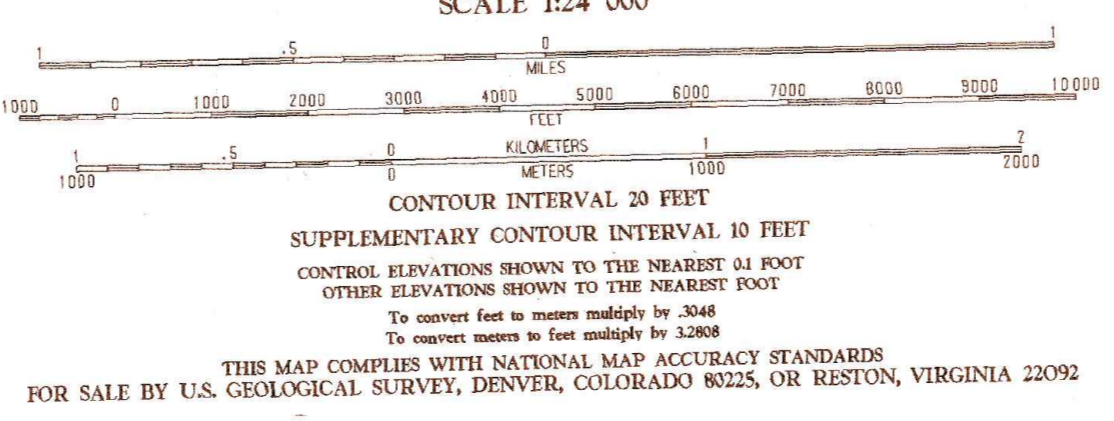 SCALE 1:24 000
1 .5 0 1
MILES
1000 0 1000 2000 3000 4000 5000 6000 7000 8000 9000 10 000
FEET
1 .5 0 KILOMETERS 1 2
1000 0 METERS 1000 2000
CONTOUR INTERVAL 20 FEET
SUPPLEMENTARY CONTOUR INTERVAL 10 FEET
CONTROL ELEVATIONS SHOWN TO THE NEAREST 0.1 FOOT
OTHER ELEVATIONS SHOWN TO THE NEAREST FOOT
To convert feet to meters multiply by .3048
To convert meters to feet multiply by 3.2808
THIS MAP COMPLIES WITH NATIONAL MAP ACCURACY STANDARDS
FOR SALE BY U.S. GEOLOGICAL SURVEY, DENVER, COLORADO 80225, OR RESTON, VIRGINIA 22092